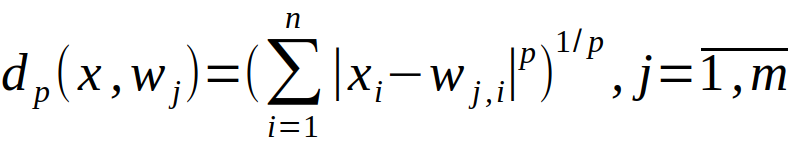 d_p(x, w_j) = (∑_{i=1}^{n} |x_i − w_{j,i}|^p)^{1/p}, j = \overline{1, m}